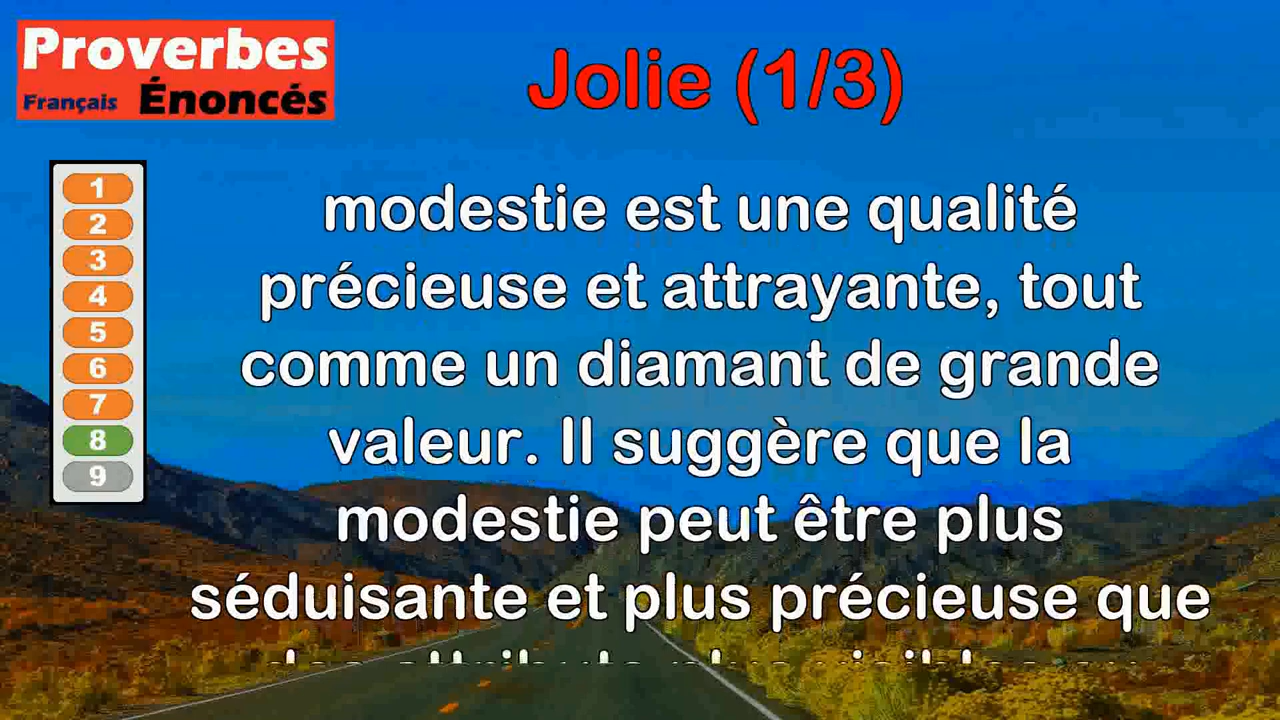 Proverbes
Français Énoncés
Jolie (1/3)
1
2
3
4
5
6
7
8
9
modestie est une qualité
précieuse et attrayante, tout
comme un diamant de grande
valeur. Il suggère que la
modestie peut être plus
séduisante et plus précieuse que